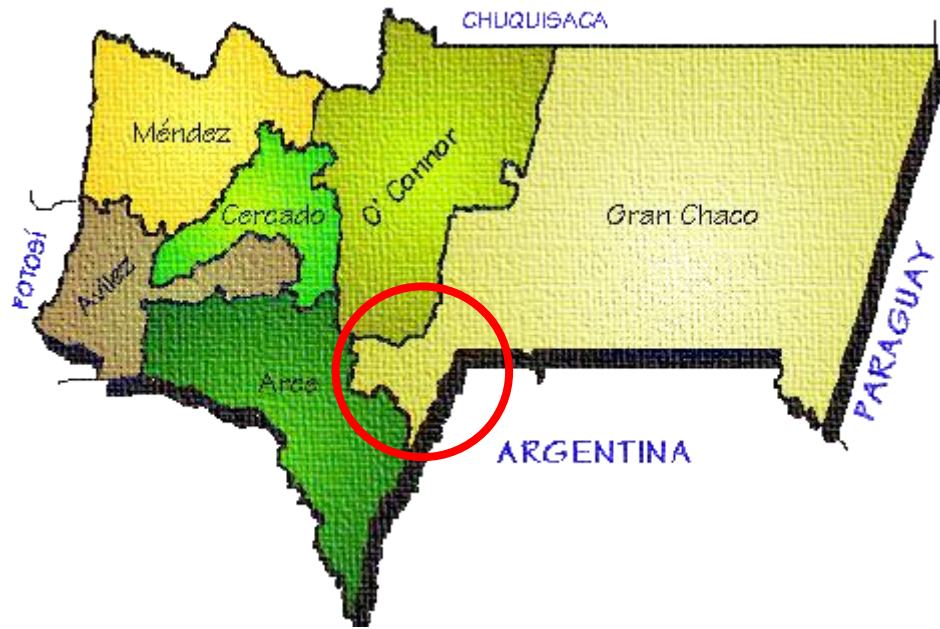 CHUQUISACA
Méndez
O' Connor
Cercado
Gran Chaco
POTOSÍ
Avilez
PARAGUAY
Arce
ARGENTINA